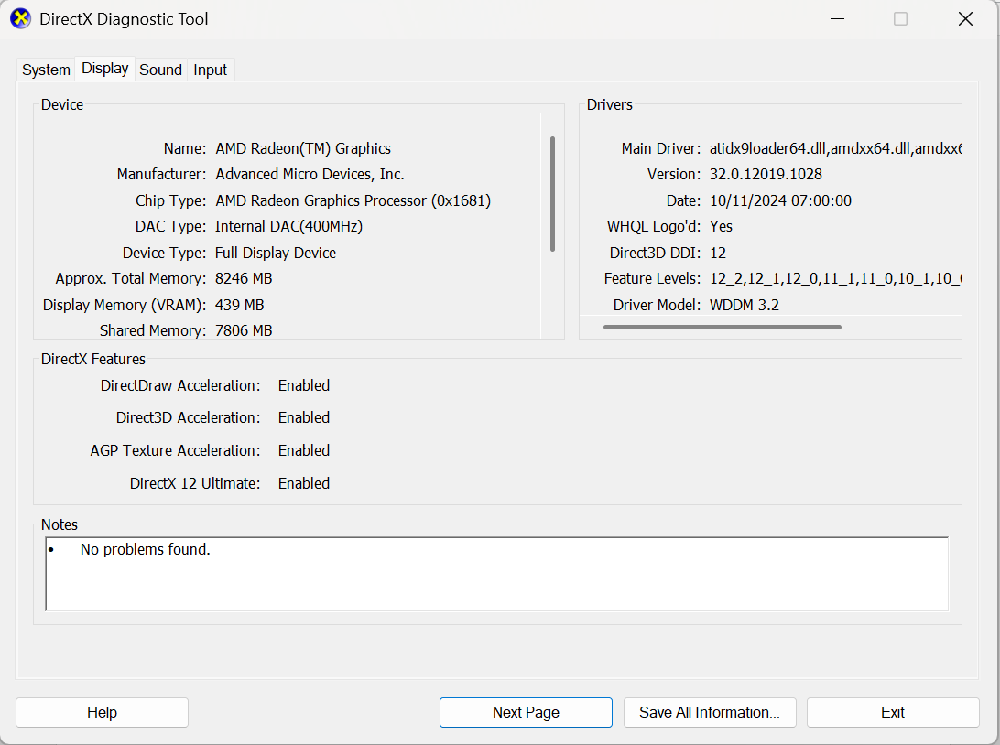 DirectX Diagnostic Tool
System Display Sound Input
Device
Name: AMD Radeon(TM) Graphics
Manufacturer: Advanced Micro Devices, Inc.
Chip Type: AMD Radeon Graphics Processor (0x1681)
DAC Type: Internal DAC(400MHz)
Device Type: Full Display Device
Approx. Total Memory: 8246 MB
Display Memory (VRAM): 439 MB
Shared Memory: 7806 MB
Drivers
Main Driver: atidx9loader64.dll,amdxx64.dll,amdxx6
Version: 32.0.12019.1028
Date: 10/11/2024 07:00:00
WHQL Logo'd: Yes
Direct3D DDI: 12
Feature Levels: 12_2,12_1,12_0,11_1,11_0,10_1,10_0
Driver Model: WDDM 3.2
DirectX Features
DirectDraw Acceleration: Enabled
Direct3D Acceleration: Enabled
AGP Texture Acceleration: Enabled
DirectX 12 Ultimate: Enabled
Notes
• No problems found.
Help Next Page Save All Information... Exit